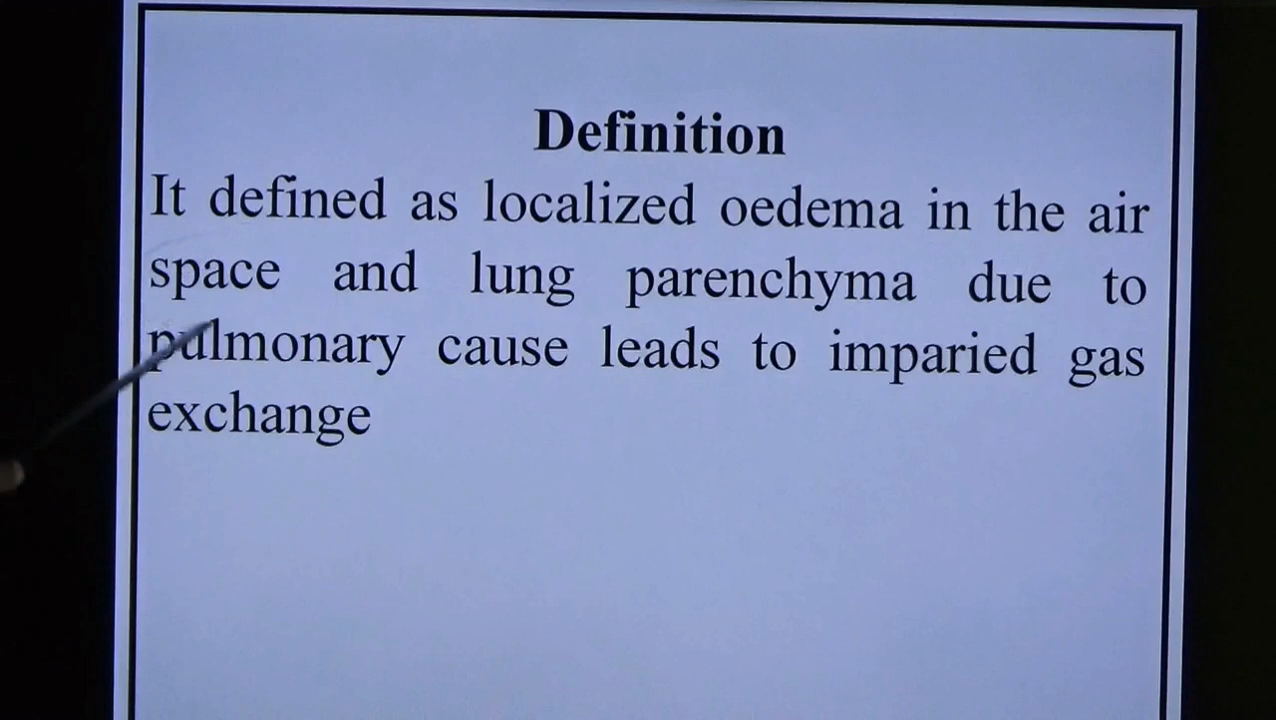 Definition
It defined as localized oedema in the air
space and lung parenchyma due to
pulmonary cause leads to imparied gas
exchange